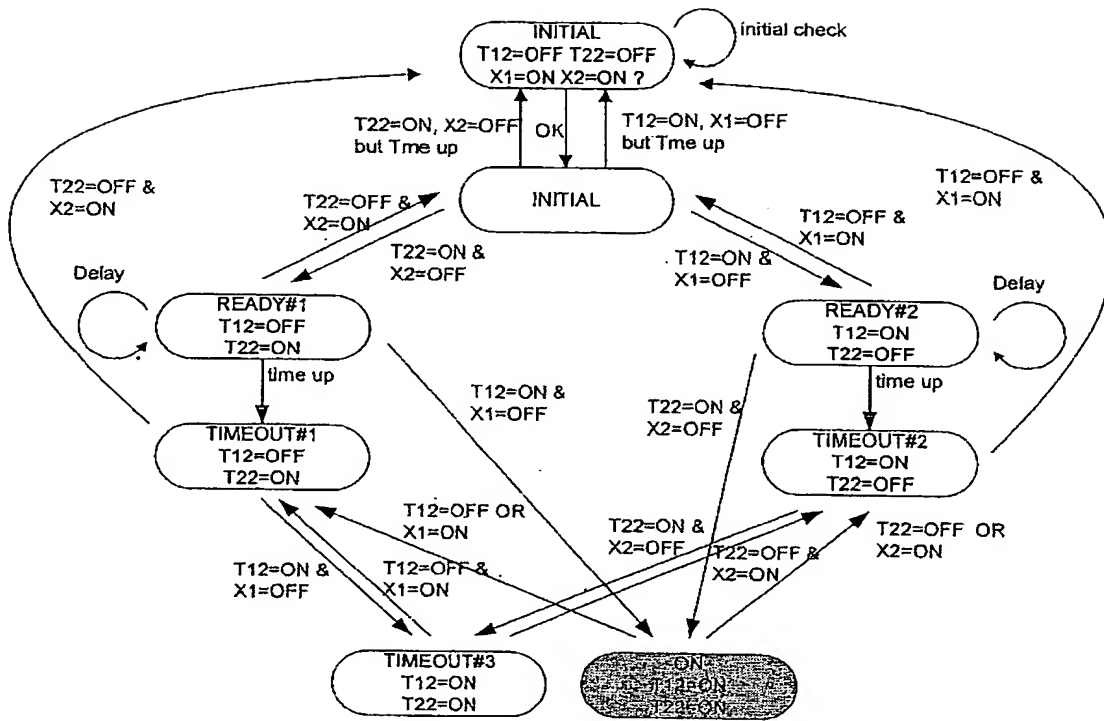 INITIAL
T12=OFF T22=OFF
X1=ON X2=ON ?
initial check
T22=ON, X2=OFF
but Tme up
OK
T12=ON, X1=OFF
but Tme up
T22=OFF &
X2=ON
T12=OFF &
X1=ON
INITIAL
T22=OFF &
X2=ON
T12=OFF &
X1=ON
T22=ON &
X2=OFF
T12=ON &
X1=OFF
Delay
Delay
READY#1
T12=OFF
T22=ON
READY#2
T12=ON
T22=OFF
time up
time up
T12=ON &
X1=OFF
T22=ON &
X2=OFF
TIMEOUT#1
T12=OFF
T22=ON
TIMEOUT#2
T12=ON
T22=OFF
T12=OFF OR
X1=ON
T22=ON &
X2=OFF
T22=OFF OR
X2=ON
T12=ON &
X1=OFF
T12=OFF &
X1=ON
T22=OFF &
X2=ON
TIMEOUT#3
T12=ON
T22=ON
ON
T12=ON
T22=ON